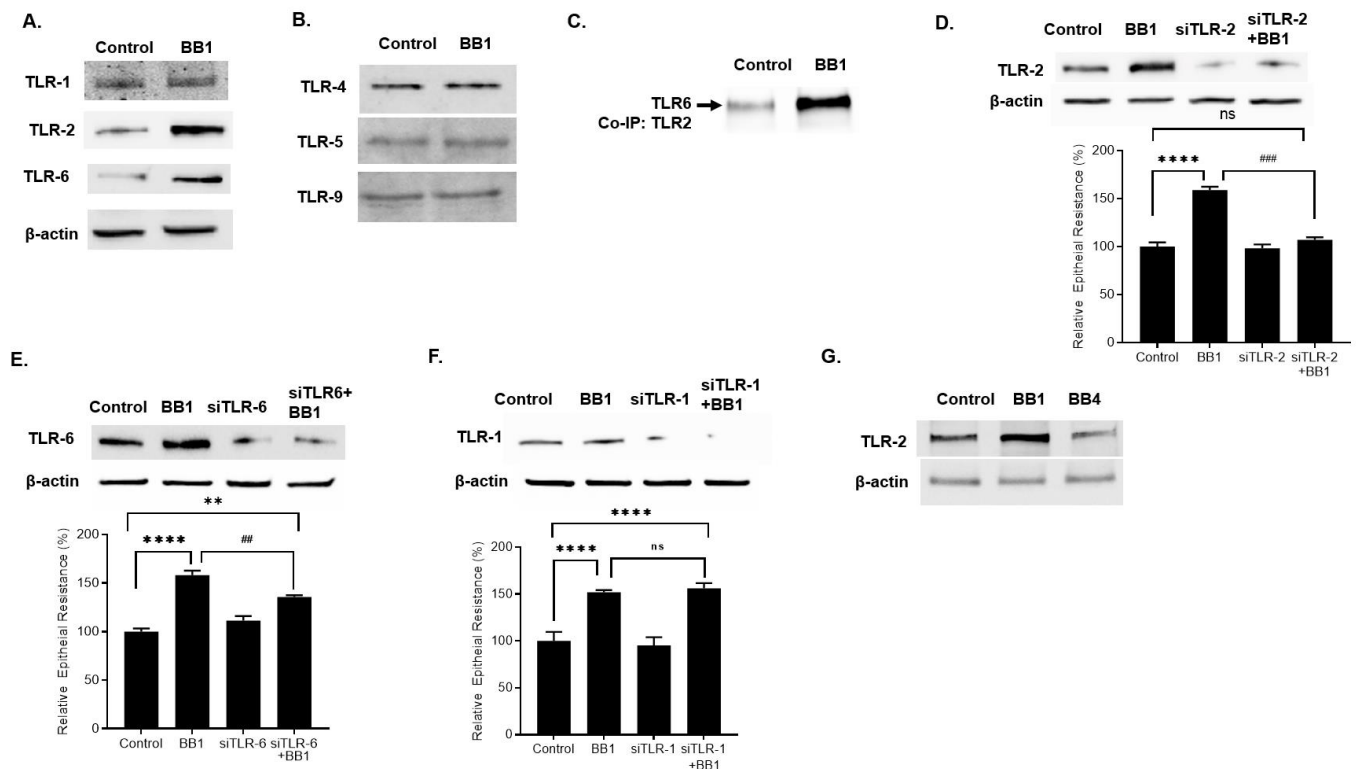 A.
Control BB1
TLR-1
TLR-2
TLR-6
β-actin
B.
Control BB1
TLR-4
TLR-5
TLR-9
C.
Control BB1
TLR6
Co-IP: TLR2
D.
Control BB1 siTLR-2 siTLR-2
+BB1
TLR-2
β-actin
ns
**** ###
Relative Epitheial Resistance (%)
200
150
100
50
0
Control BB1 siTLR-2 siTLR-2
+BB1
E.
Control BB1 siTLR-6 siTLR6+
BB1
TLR-6
β-actin
**
**** ##
Relative Epitheial Resistance (%)
200
150
100
50
0
Control BB1 siTLR-6 siTLR-6
+BB1
F.
Control BB1 siTLR-1 siTLR-1
+BB1
TLR-1
β-actin
****
**** ns
Relative Epitheial Resistance (%)
200
150
100
50
0
Control BB1 siTLR-1 siTLR-1
+BB1
G.
Control BB1 BB4
TLR-2
β-actin